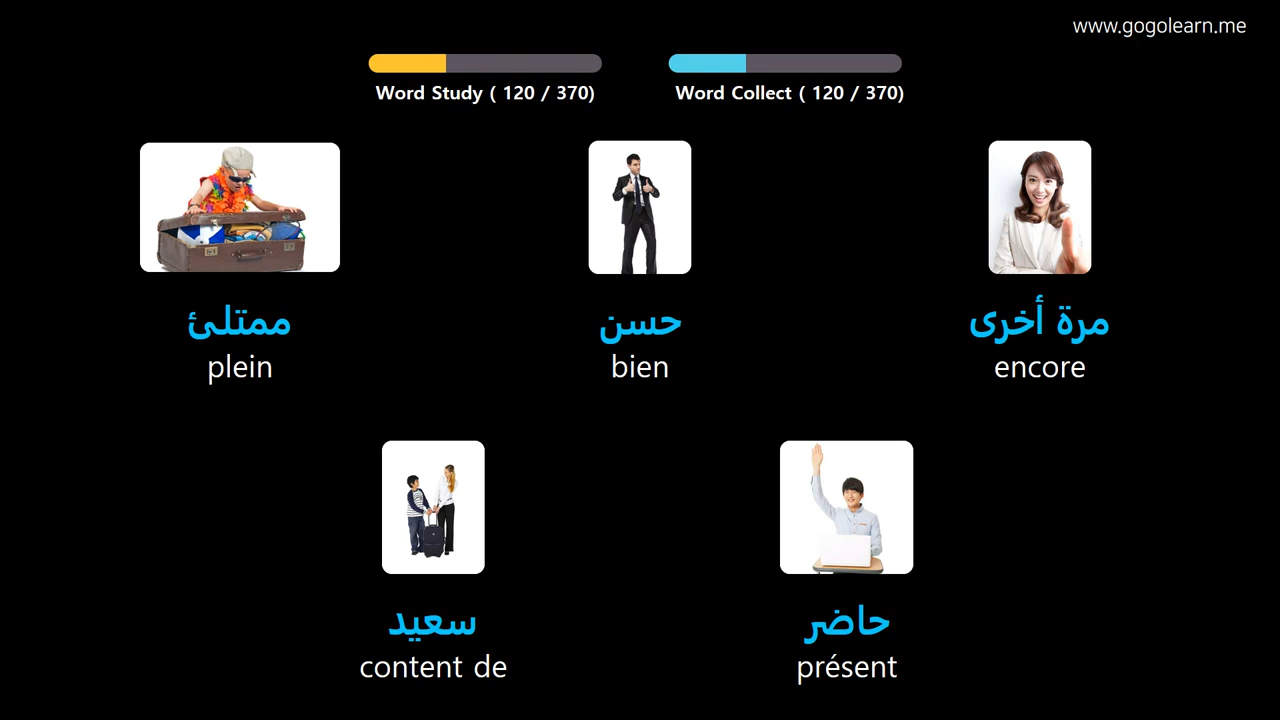 www.gogolearn.me
Word Study ( 120 / 370)
Word Collect ( 120 / 370)
ممتلئ
plein
حسن
bien
مرة أخرى
encore
سعيد
content de
حاضر
présent